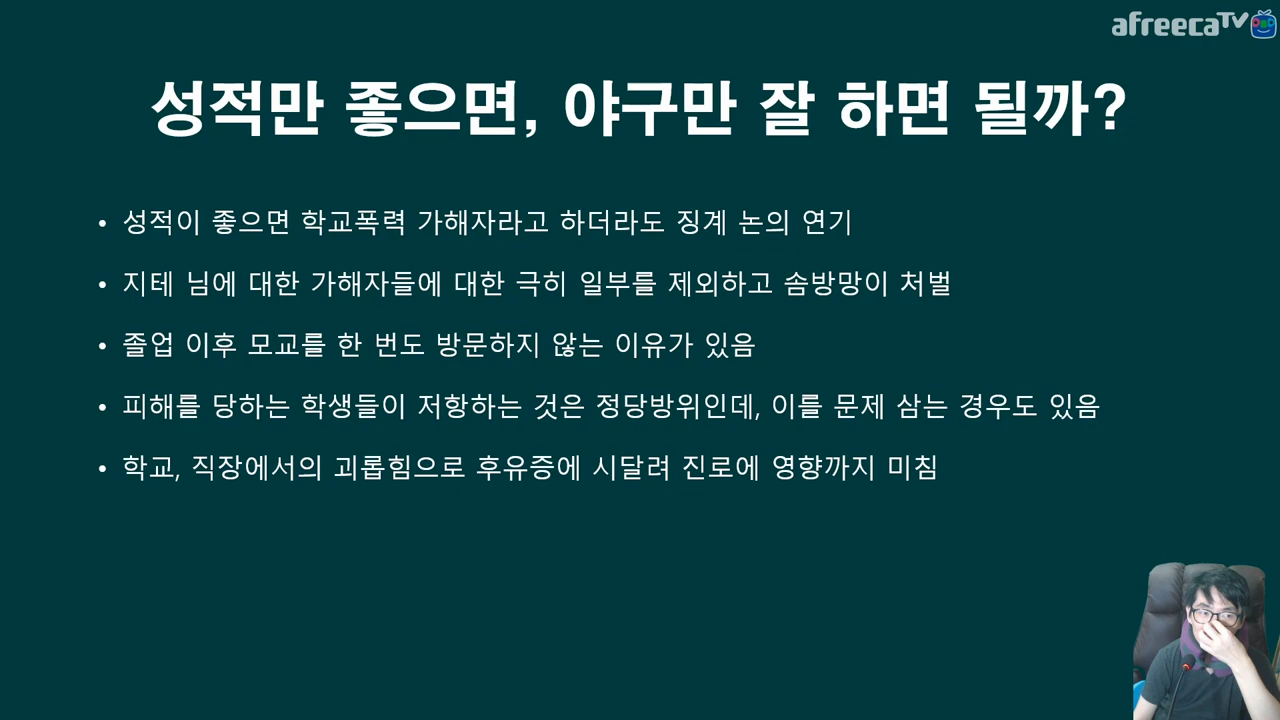 afreecaTV
성적만 좋으면, 야구만 잘 하면 될까?
• 성적이 좋으면 학교폭력 가해자라고 하더라도 징계 논의 연기
• 지테 님에 대한 가해자들에 대한 극히 일부를 제외하고 솜방망이 처벌
• 졸업 이후 모교를 한 번도 방문하지 않는 이유가 있음
• 피해를 당하는 학생들이 저항하는 것은 정당방위인데, 이를 문제 삼는 경우도 있음
• 학교, 직장에서의 괴롭힘으로 후유증에 시달려 진로에 영향까지 미침